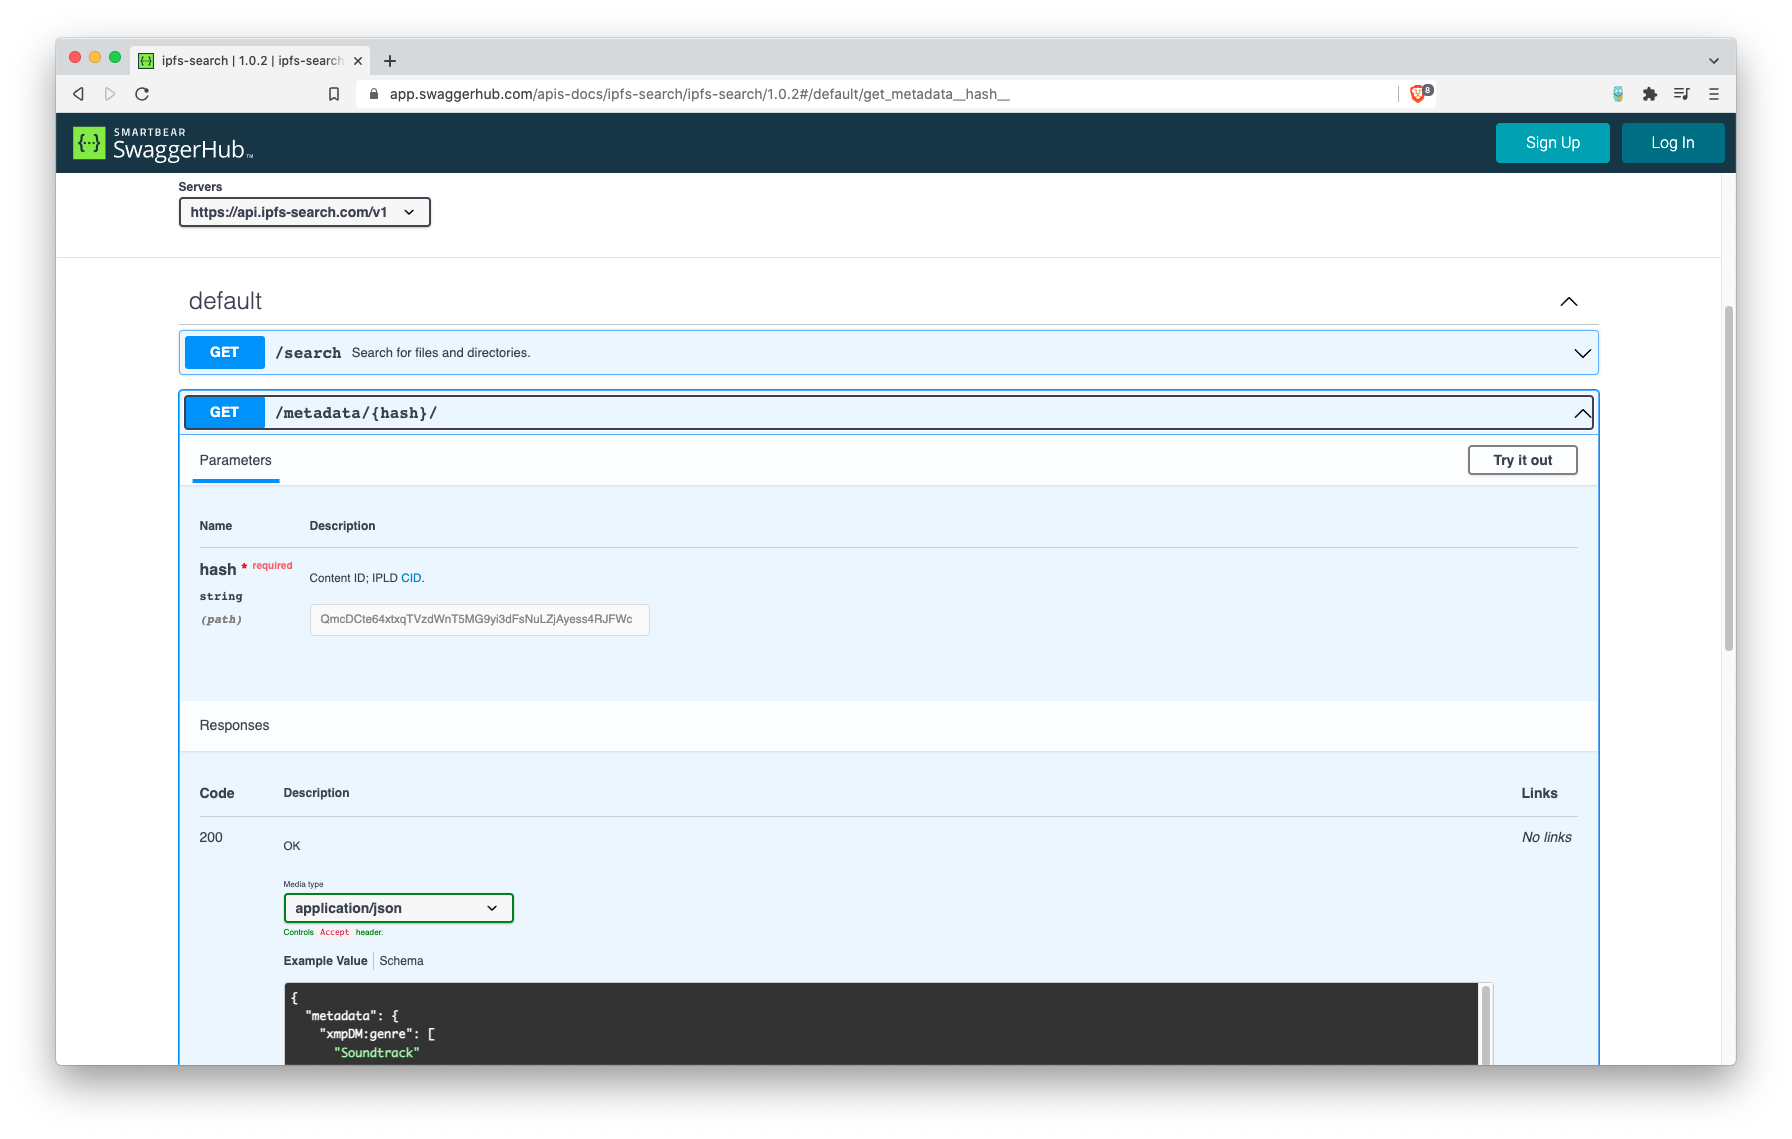 ipfs-search | 1.0.2 | ipfs-search
app.swaggerhub.com/apis-docs/ipfs-search/ipfs-search/1.0.2#/default/get_metadata__hash__
8
SMARTBEAR
SwaggerHub™
Sign Up
Log In
Servers
https://api.ipfs-search.com/v1
default
GET /search Search for files and directories.
GET /metadata/{hash}/
Parameters
Try it out
Name Description
hash * required
string
(path)
Content ID; IPLD CID.
QmcDCte64xtxqTVzdWnT5MG9yi3dFsNuLZjAyess4RJFWc
Responses
Code Description Links
200
OK
No links
Media type
application/json
Controls Accept header.
Example Value Schema
{
"metadata": {
"xmpDM:genre": [
"Soundtrack"